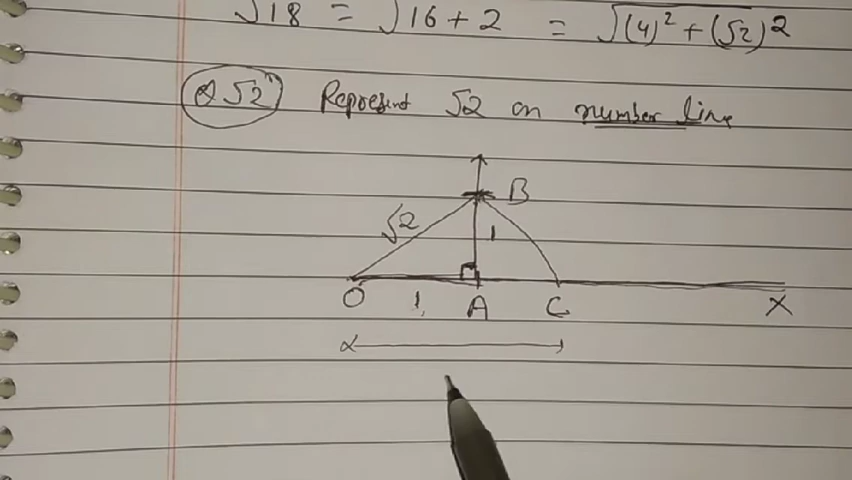 √18 = √16 + 2 = √(4)² + (√2)²
Q √2 Represent √2 on number line
B
√2 1
O 1 A C X